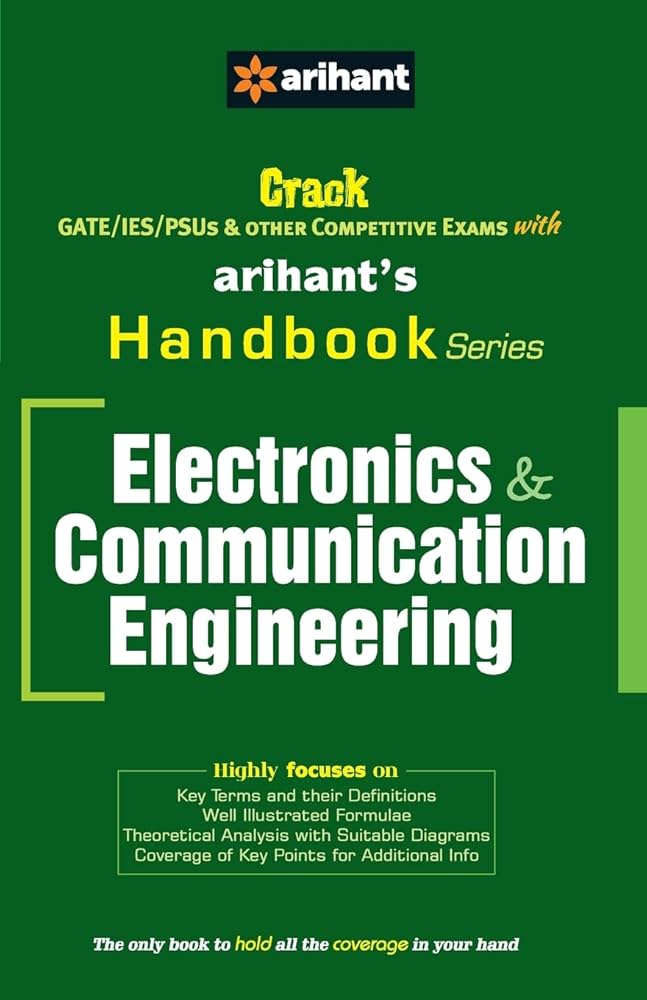 arihant
Crack
GATE/IES/PSUs & OTHER COMPETITIVE EXAMS with
arihant's
Handbook Series
Electronics &
Communication
Engineering
Highly focuses on
Key Terms and their Definitions
Well Illustrated Formulae
Theoretical Analysis with Suitable Diagrams
Coverage of Key Points for Additional Info
The only book to hold all the coverage in your hand